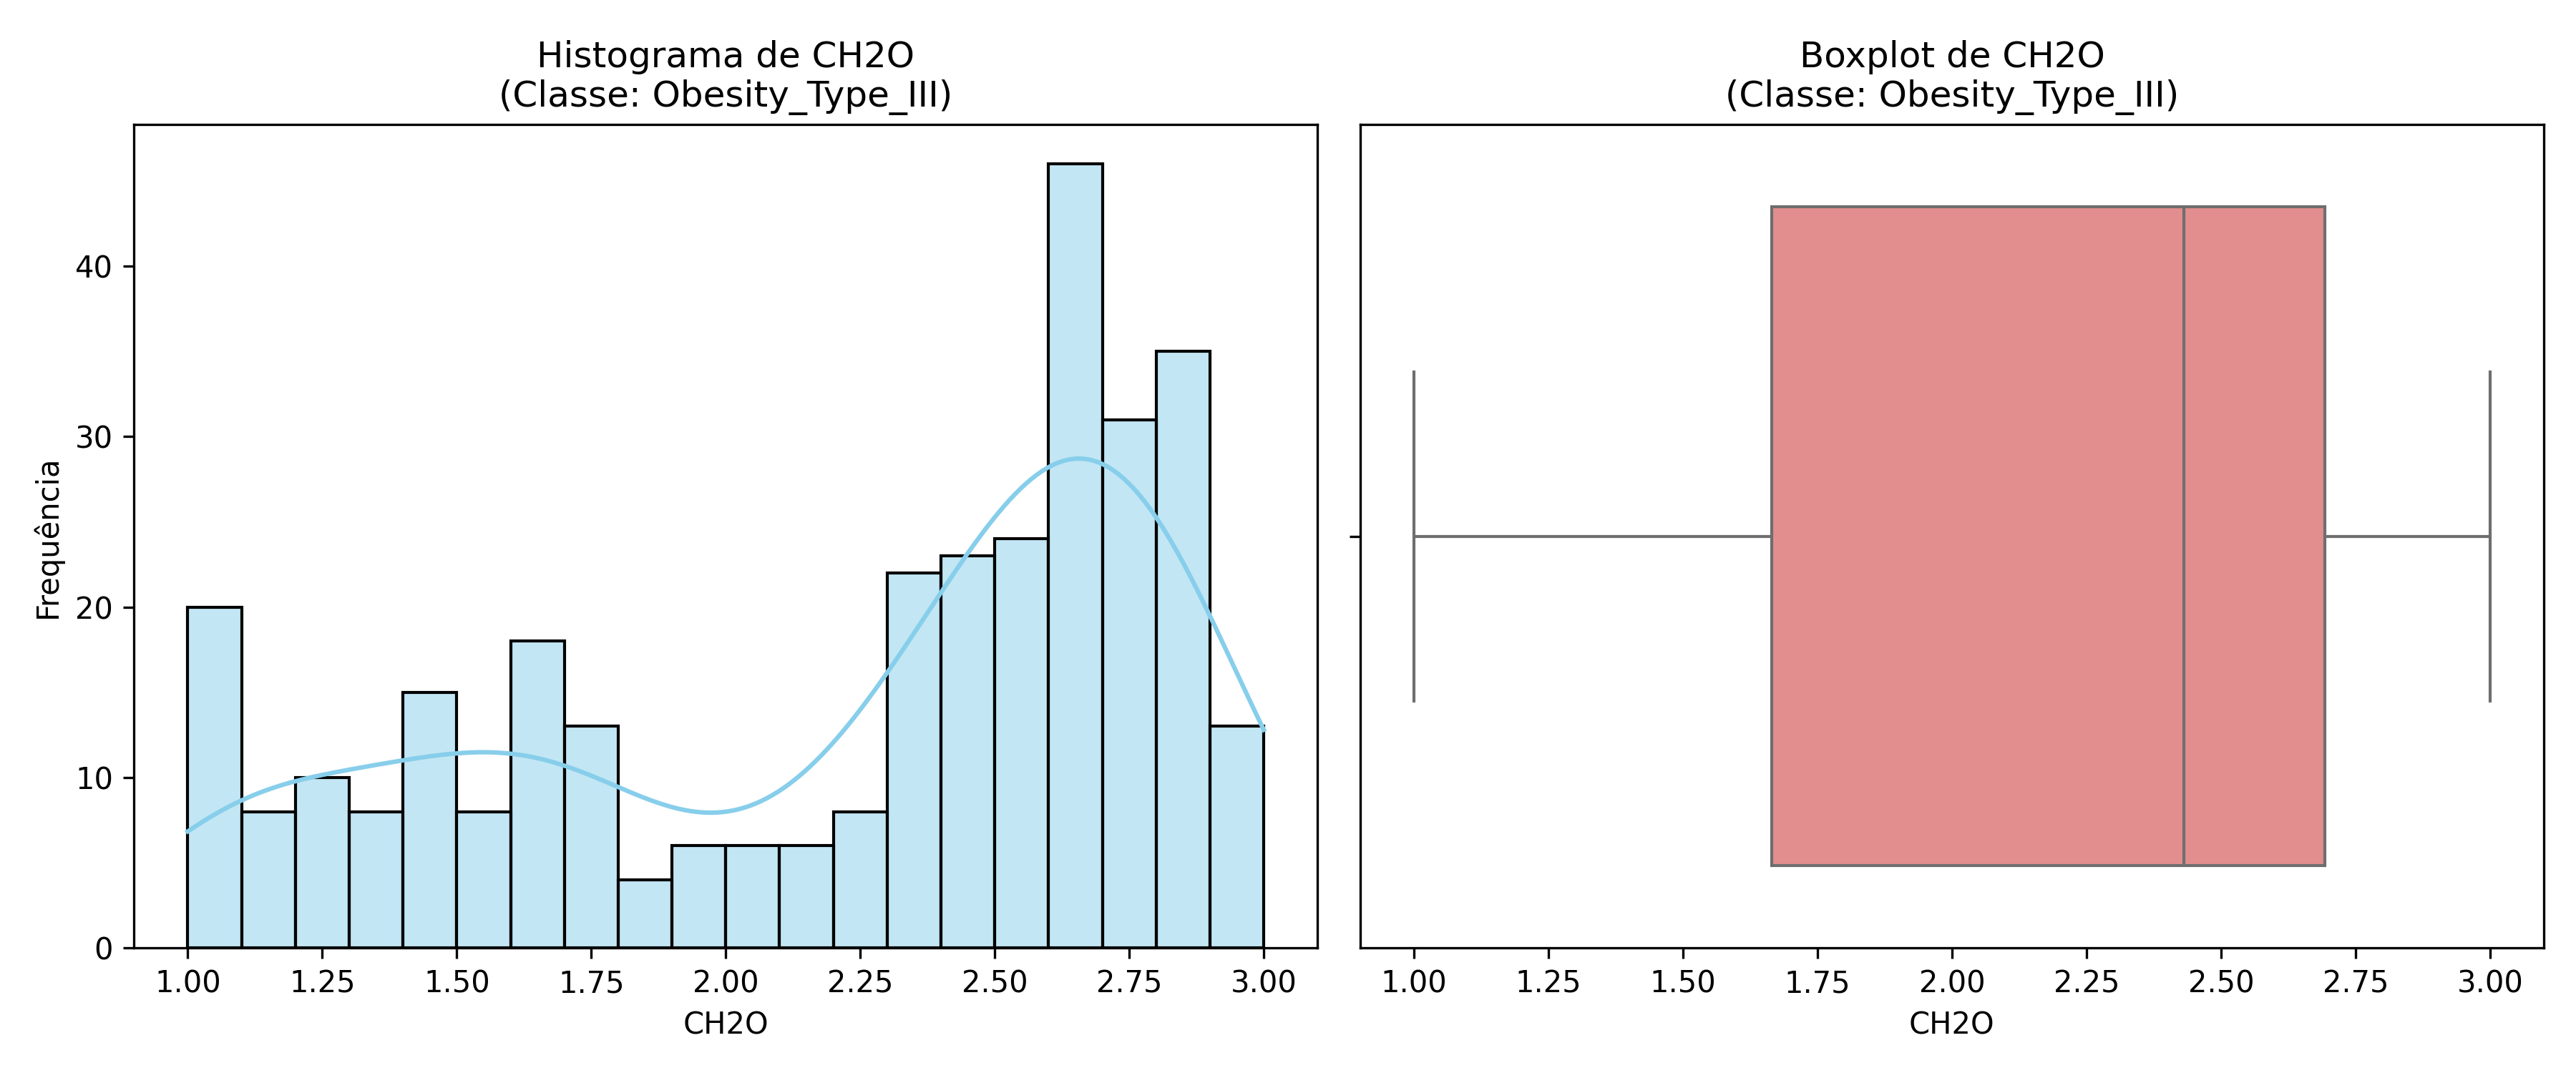 Histograma de CH2O
(Classe: Obesity_Type_III)
Frequência
40
30
20
10
0
1.00 1.25 1.50 1.75 2.00 2.25 2.50 2.75 3.00
CH2O
Boxplot de CH2O
(Classe: Obesity_Type_III)
1.00 1.25 1.50 1.75 2.00 2.25 2.50 2.75 3.00
CH2O